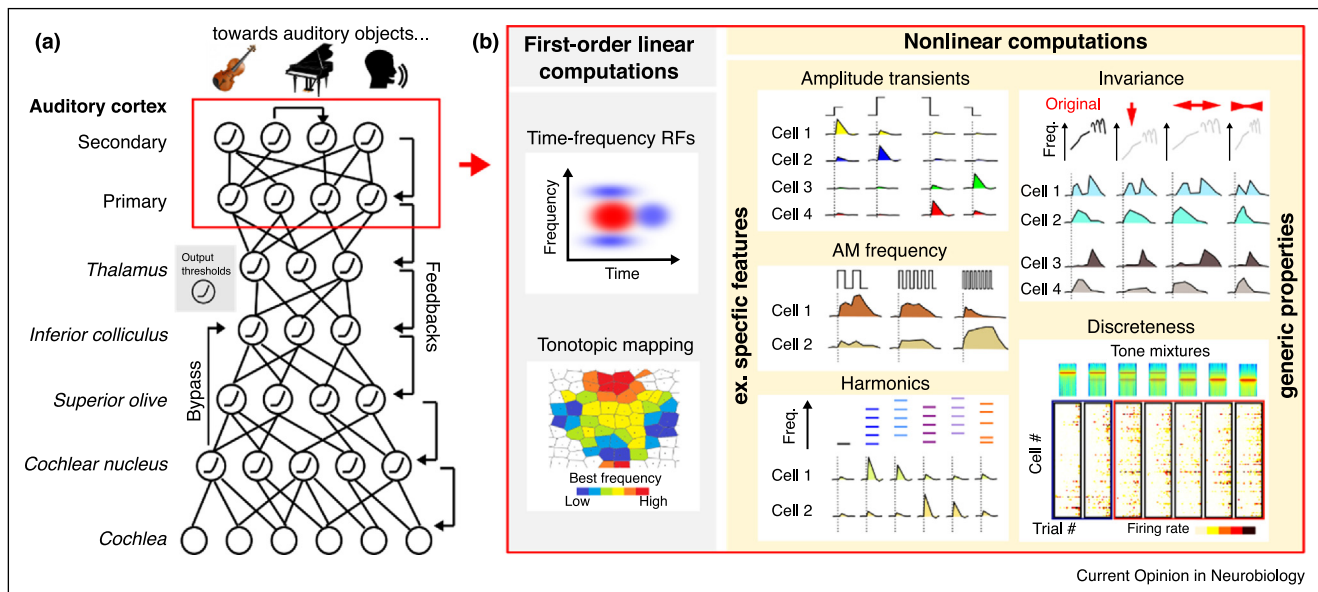 (a)
towards auditory objects...
Auditory cortex
Secondary
Primary
Thalamus
Output
thresholds
Inferior colliculus
Feedbacks
Bypass
Superior olive
Cochlear nucleus
Cochlea
(b)
First-order linear
computations
Time-frequency RFs
Frequency
Time
Tonotopic mapping
Best frequency
Low
High
Nonlinear computations
ex. specfic features
Amplitude transients
Cell 1
Cell 2
Cell 3
Cell 4
AM frequency
Cell 1
Cell 2
Harmonics
Freq.
Cell 1
Cell 2
Invariance
Original
Freq.
Cell 1
Cell 2
Cell 3
Cell 4
generic properties
Discreteness
Tone mixtures
Cell #
Trial #
Firing rate
Current Opinion in Neurobiology